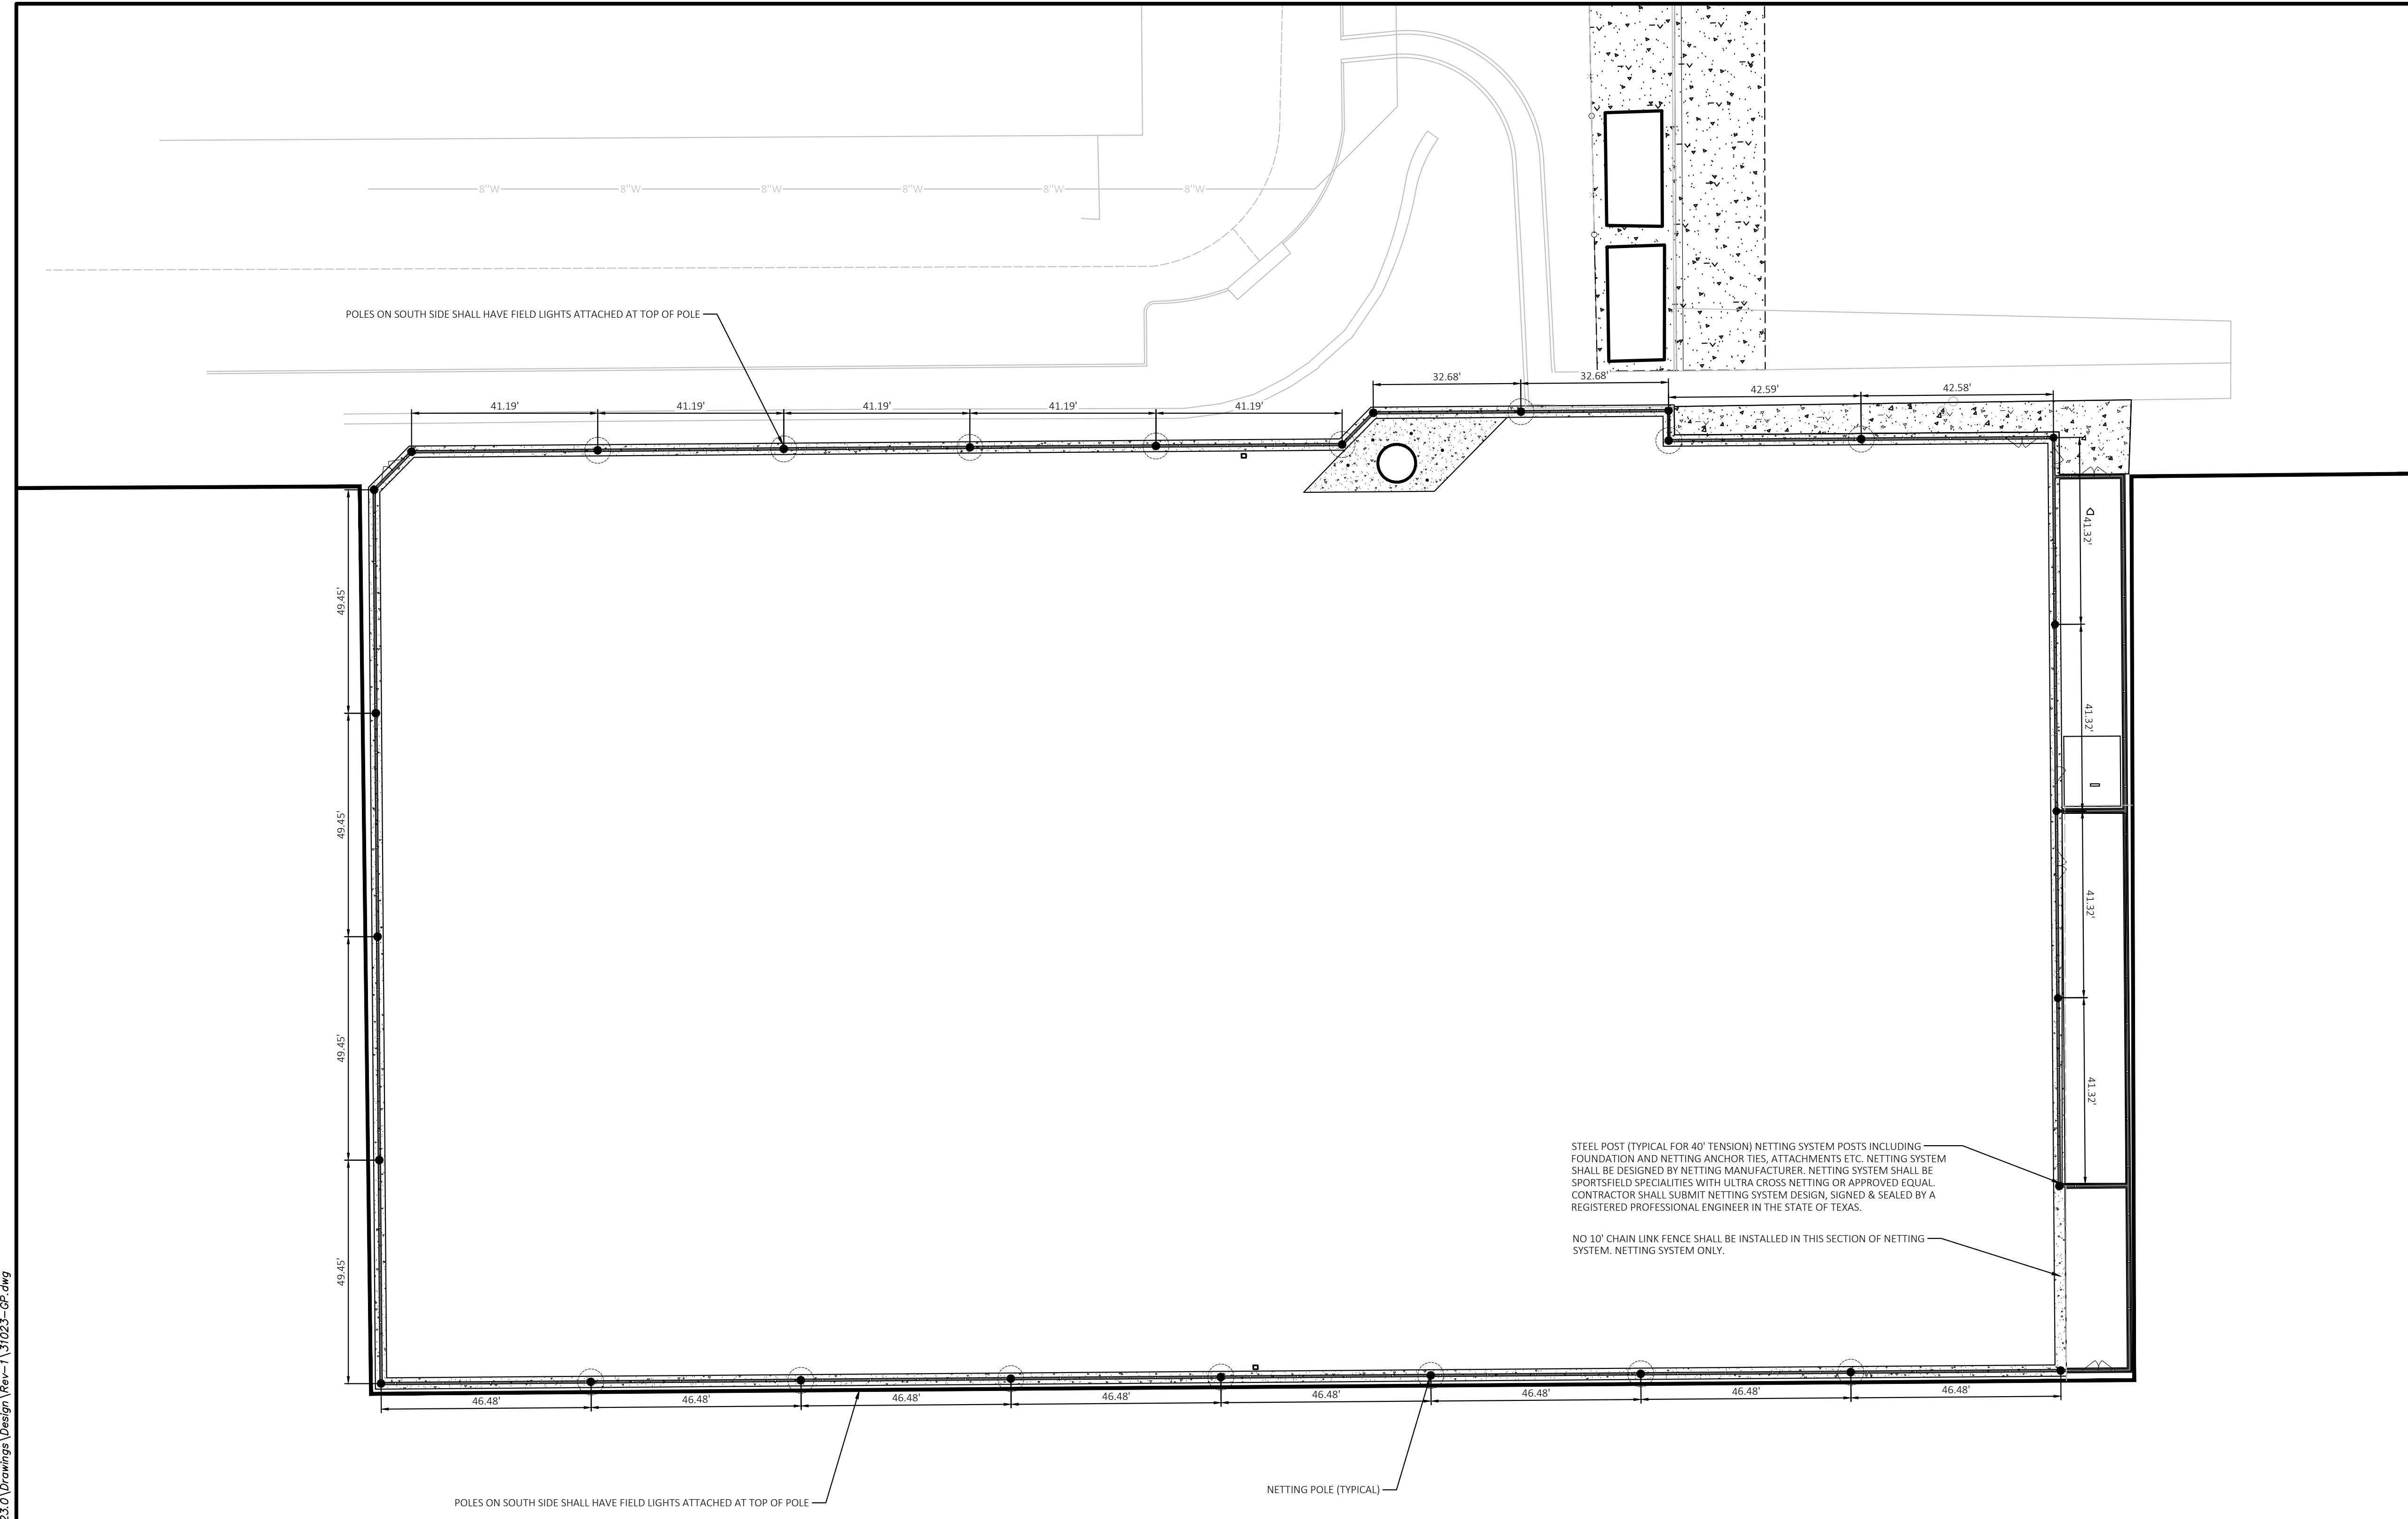 8"W 8"W 8"W 8"W 8"W 8"W
POLES ON SOUTH SIDE SHALL HAVE FIELD LIGHTS ATTACHED AT TOP OF POLE
32.68' 32.68'
42.59' 42.58'
41.19' 41.19' 41.19' 41.19' 41.19'
41.32'
49.45'
41.32'
49.45'
41.32'
49.45'
41.32'
STEEL POST (TYPICAL FOR 40' TENSION) NETTING SYSTEM POSTS INCLUDING
FOUNDATION AND NETTING ANCHOR TIES, ATTACHMENTS ETC. NETTING SYSTEM
SHALL BE DESIGNED BY NETTING MANUFACTURER. NETTING SYSTEM SHALL BE
SPORTSFIELD SPECIALITIES WITH ULTRA CROSS NETTING OR APPROVED EQUAL.
CONTRACTOR SHALL SUBMIT NETTING SYSTEM DESIGN, SIGNED & SEALED BY A
REGISTERED PROFESSIONAL ENGINEER IN THE STATE OF TEXAS.
NO 10' CHAIN LINK FENCE SHALL BE INSTALLED IN THIS SECTION OF NETTING
SYSTEM. NETTING SYSTEM ONLY.
49.45'
46.48' 46.48' 46.48' 46.48' 46.48' 46.48' 46.48' 46.48'
NETTING POLE (TYPICAL)
POLES ON SOUTH SIDE SHALL HAVE FIELD LIGHTS ATTACHED AT TOP OF POLE
23.0\Drawings\Design\Rev-1\31023-GP.dwg